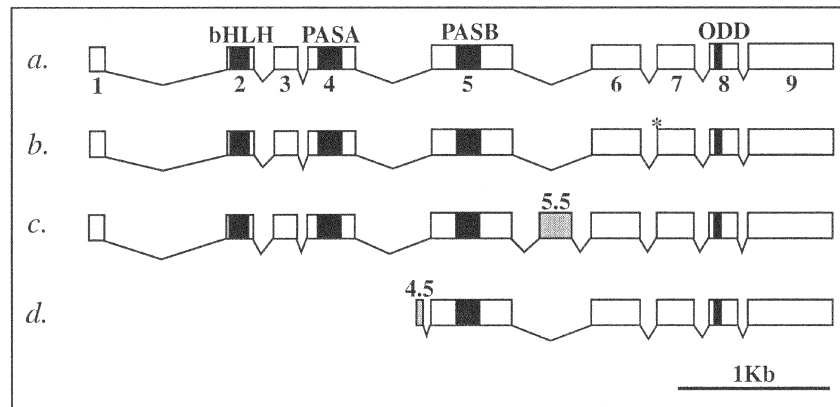 bHLH PASA PASB ODD
a.
1 2 3 4 5 6 7 8 9
b. *
5.5
c.
4.5
d.
1Kb